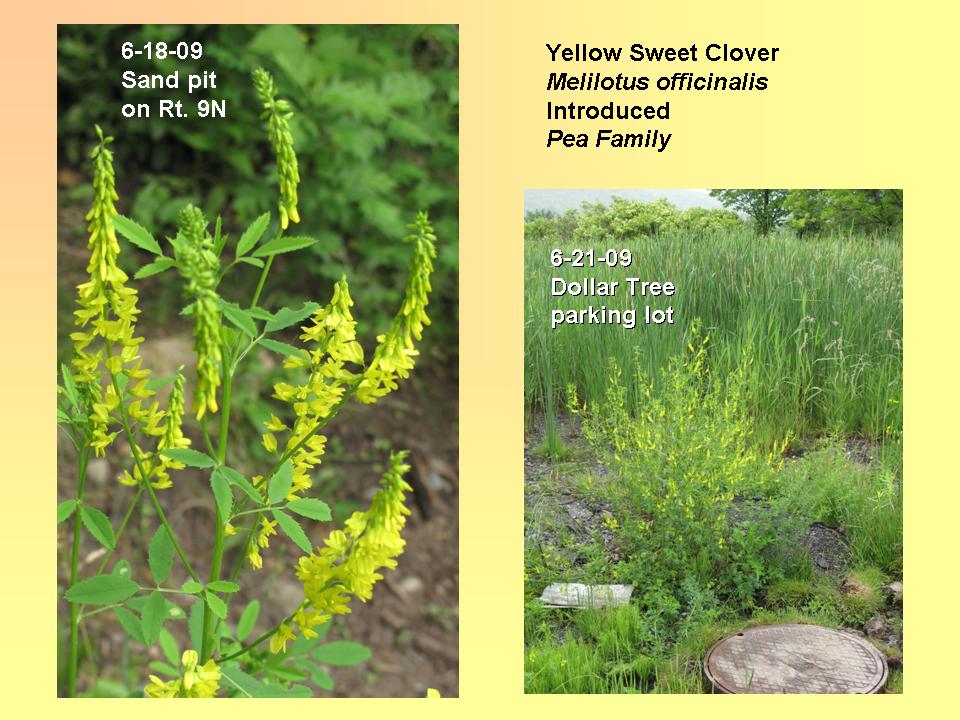 6-18-09
Sand pit
on Rt. 9N
Yellow Sweet Clover
Melilotus officinalis
Introduced
Pea Family
6-21-09
Dollar Tree
parking lot